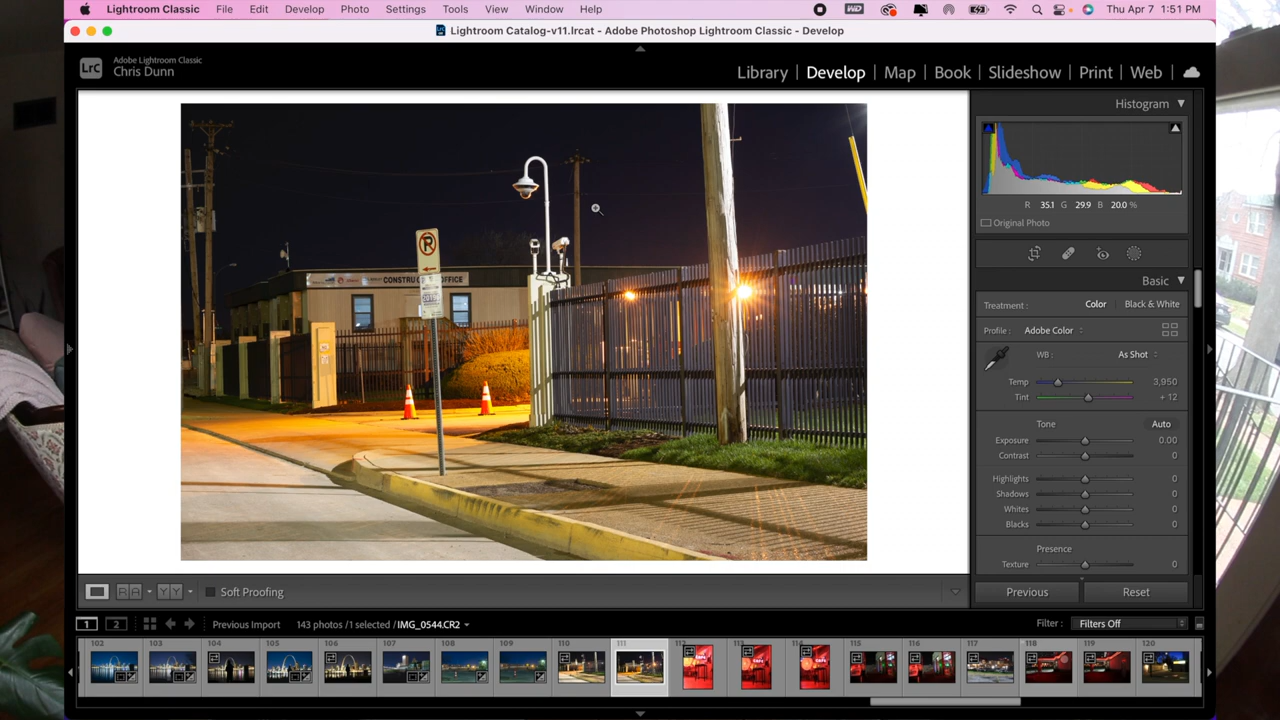 Lightroom Classic File Edit Develop Photo Settings Tools View Window Help WD Thu Apr 7 1:51 PM
Lightroom Catalog-v11.lrcat - Adobe Photoshop Lightroom Classic - Develop
LrC Adobe Lightroom Classic
Chris Dunn
Library | Develop | Map | Book | Slideshow | Print | Web
Histogram
R 35.1 G 29.9 B 20.0 %
Original Photo
Basic
Treatment : Color Black & White
Profile : Adobe Color
WB : As Shot
Temp 3,950
Tint + 12
Tone Auto
Exposure 0.00
Contrast 0
Highlights 0
Shadows 0
Whites 0
Blacks 0
Presence
Texture 0
Previous Reset
P
CONSTRUC OFFICE
R A Y Y Soft Proofing
1 2 Previous Import 143 photos / 1 selected / IMG_0544.CR2 Filter : Filters Off
102 103 104 105 106 107 108 109 110 111 112 113 114 115 116 117 118 119 120